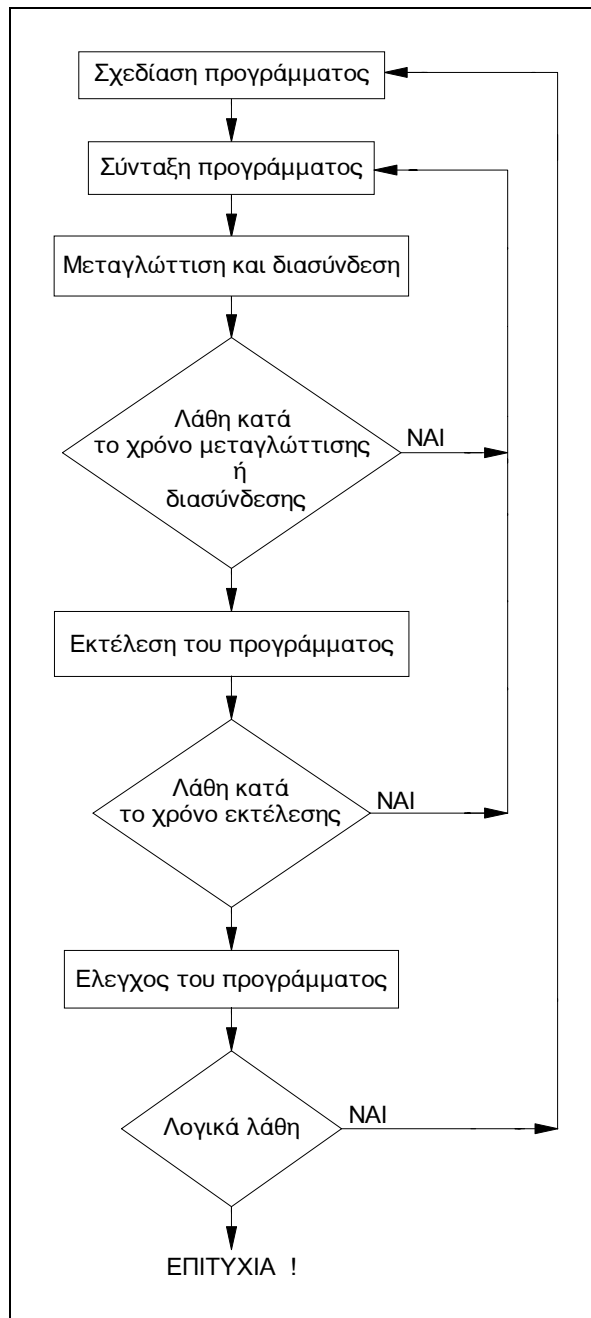 Σχεδίαση προγράμματος
Σύνταξη προγράμματος
Μεταγλώττιση και διασύνδεση
Λάθη κατά
το χρόνο μεταγλώττισης
ή
διασύνδεσης
ΝΑΙ
Εκτέλεση του προγράμματος
Λάθη κατά
το χρόνο εκτέλεσης
ΝΑΙ
Ελεγχος του προγράμματος
Λογικά λάθη
ΝΑΙ
ΕΠΙΤΥΧΙΑ !